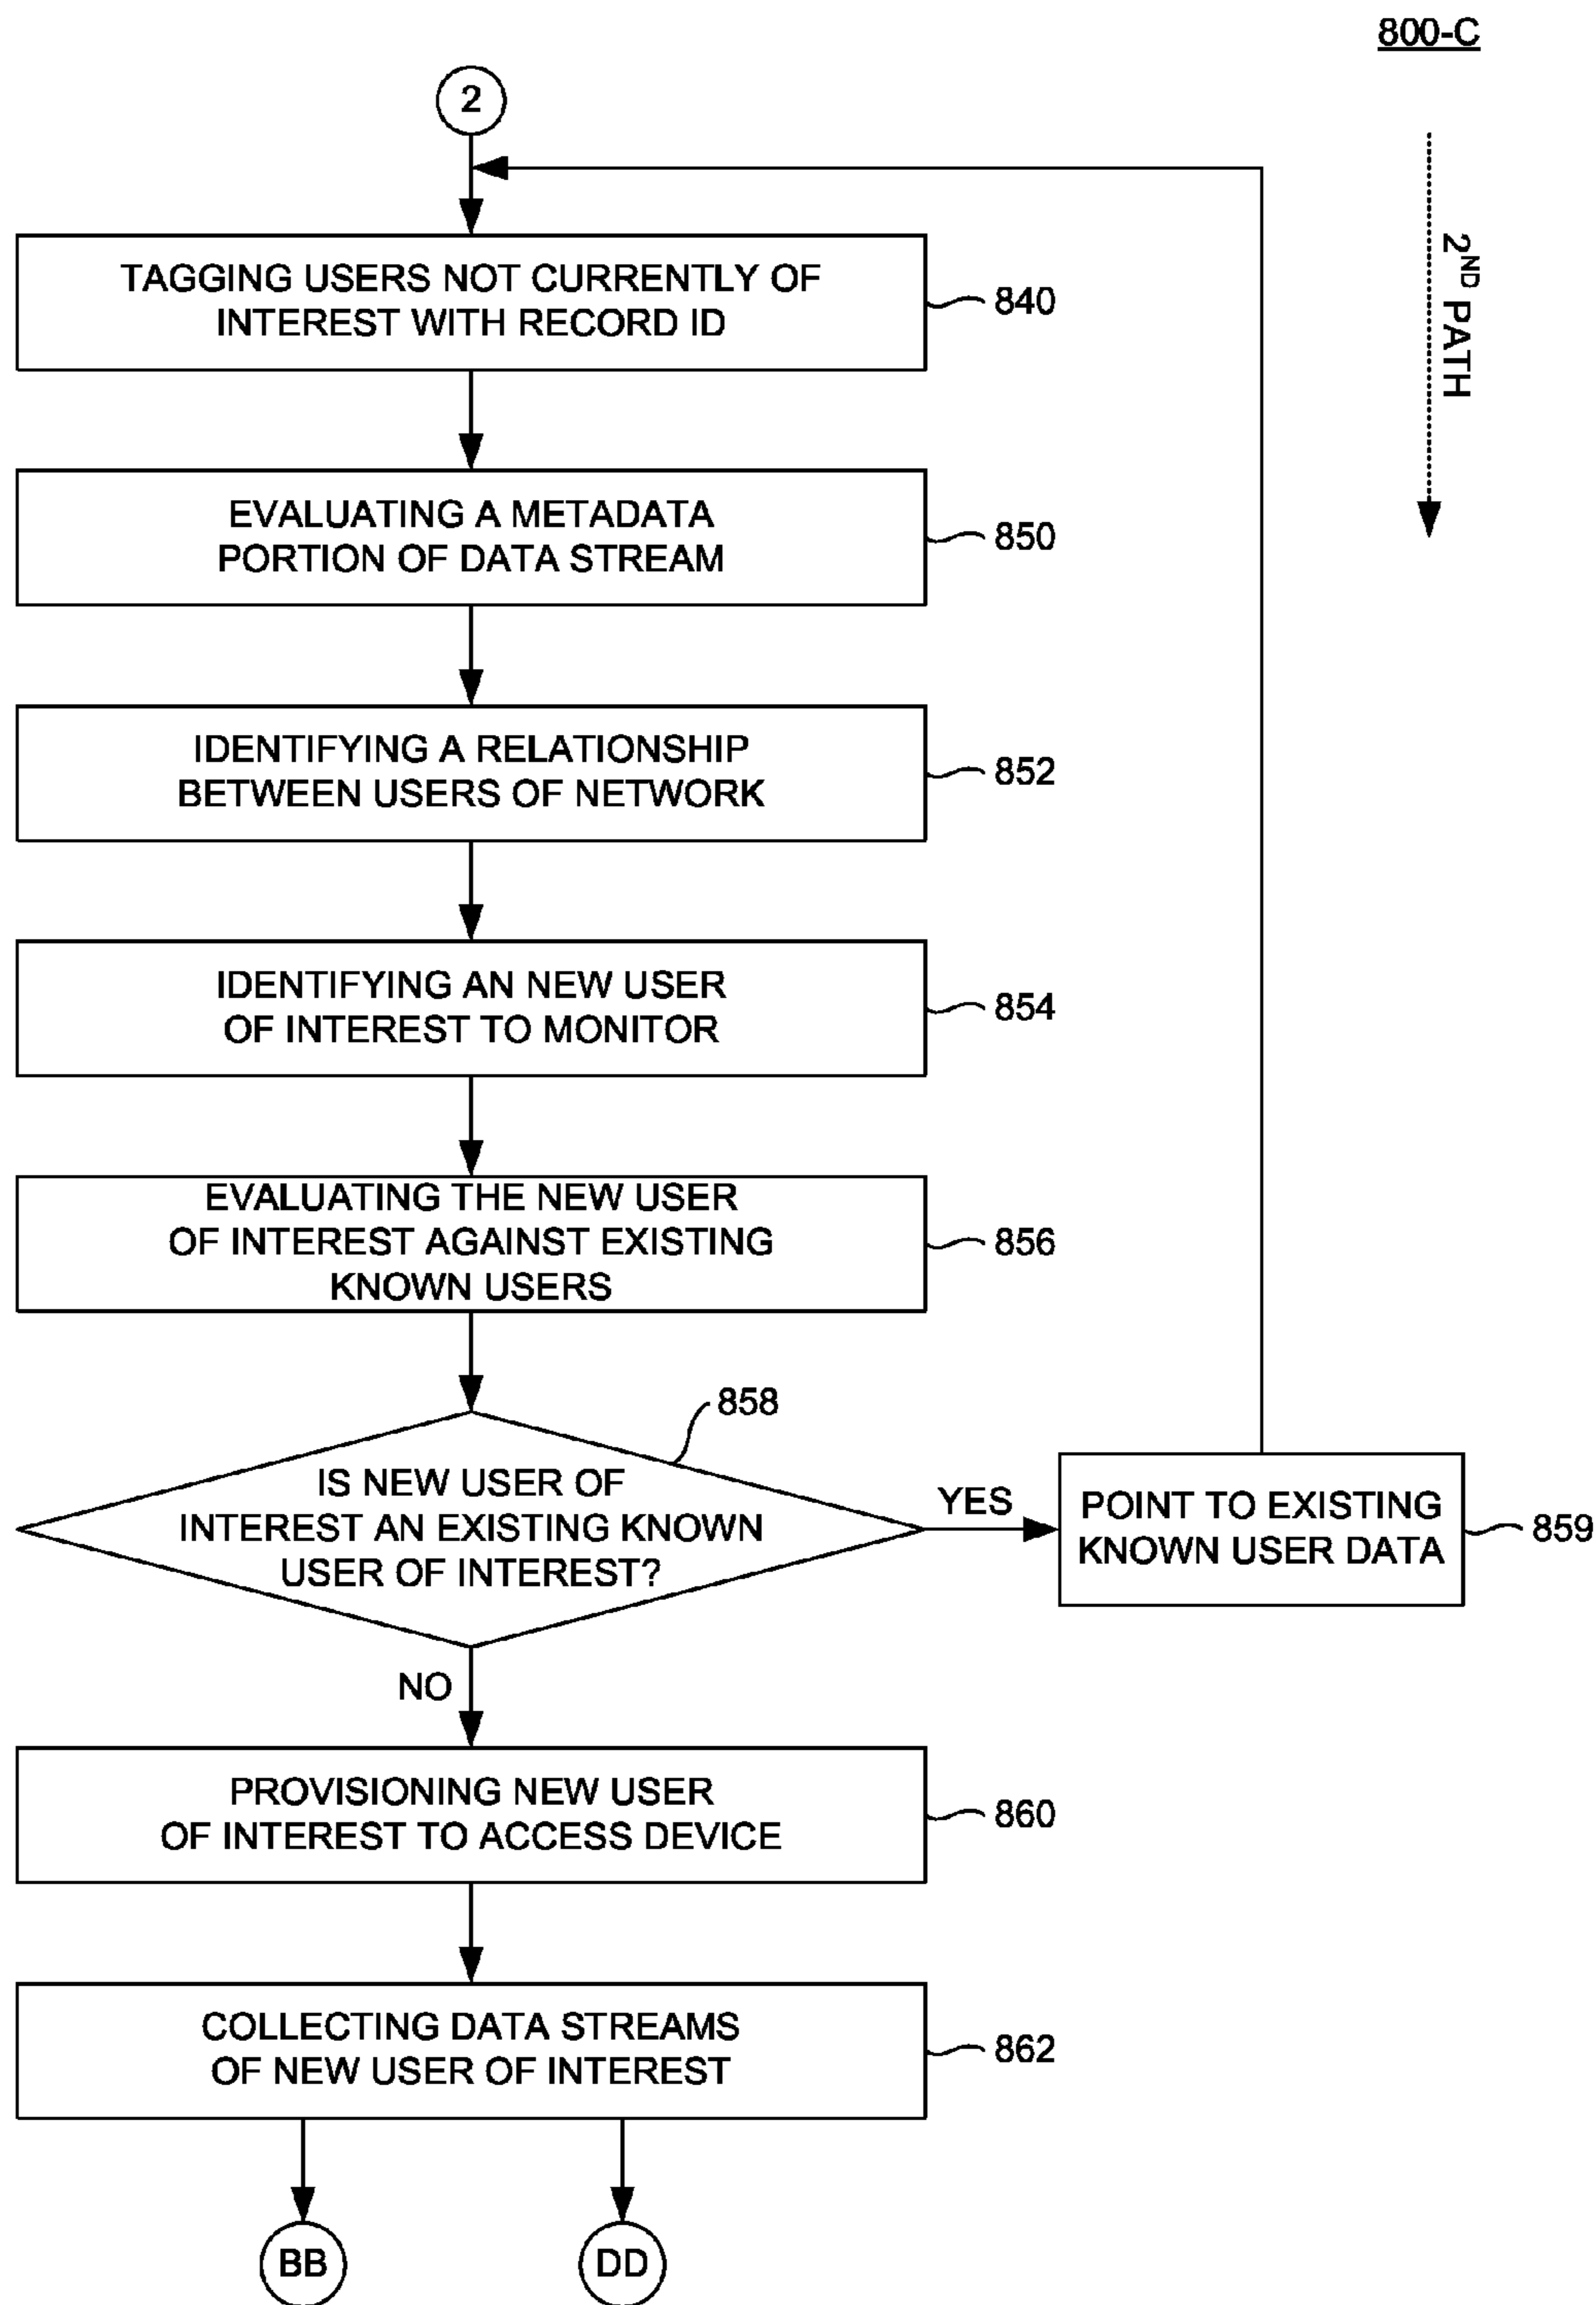 800-C
2
2ND PATH
TAGGING USERS NOT CURRENTLY OF
INTEREST WITH RECORD ID
840
EVALUATING A METADATA
PORTION OF DATA STREAM
850
IDENTIFYING A RELATIONSHIP
BETWEEN USERS OF NETWORK
852
IDENTIFYING AN NEW USER
OF INTEREST TO MONITOR
854
EVALUATING THE NEW USER
OF INTEREST AGAINST EXISTING
KNOWN USERS
856
858
IS NEW USER OF
INTEREST AN EXISTING KNOWN
USER OF INTEREST?
YES
POINT TO EXISTING
KNOWN USER DATA
859
NO
PROVISIONING NEW USER
OF INTEREST TO ACCESS DEVICE
860
COLLECTING DATA STREAMS
OF NEW USER OF INTEREST
862
BB
DD